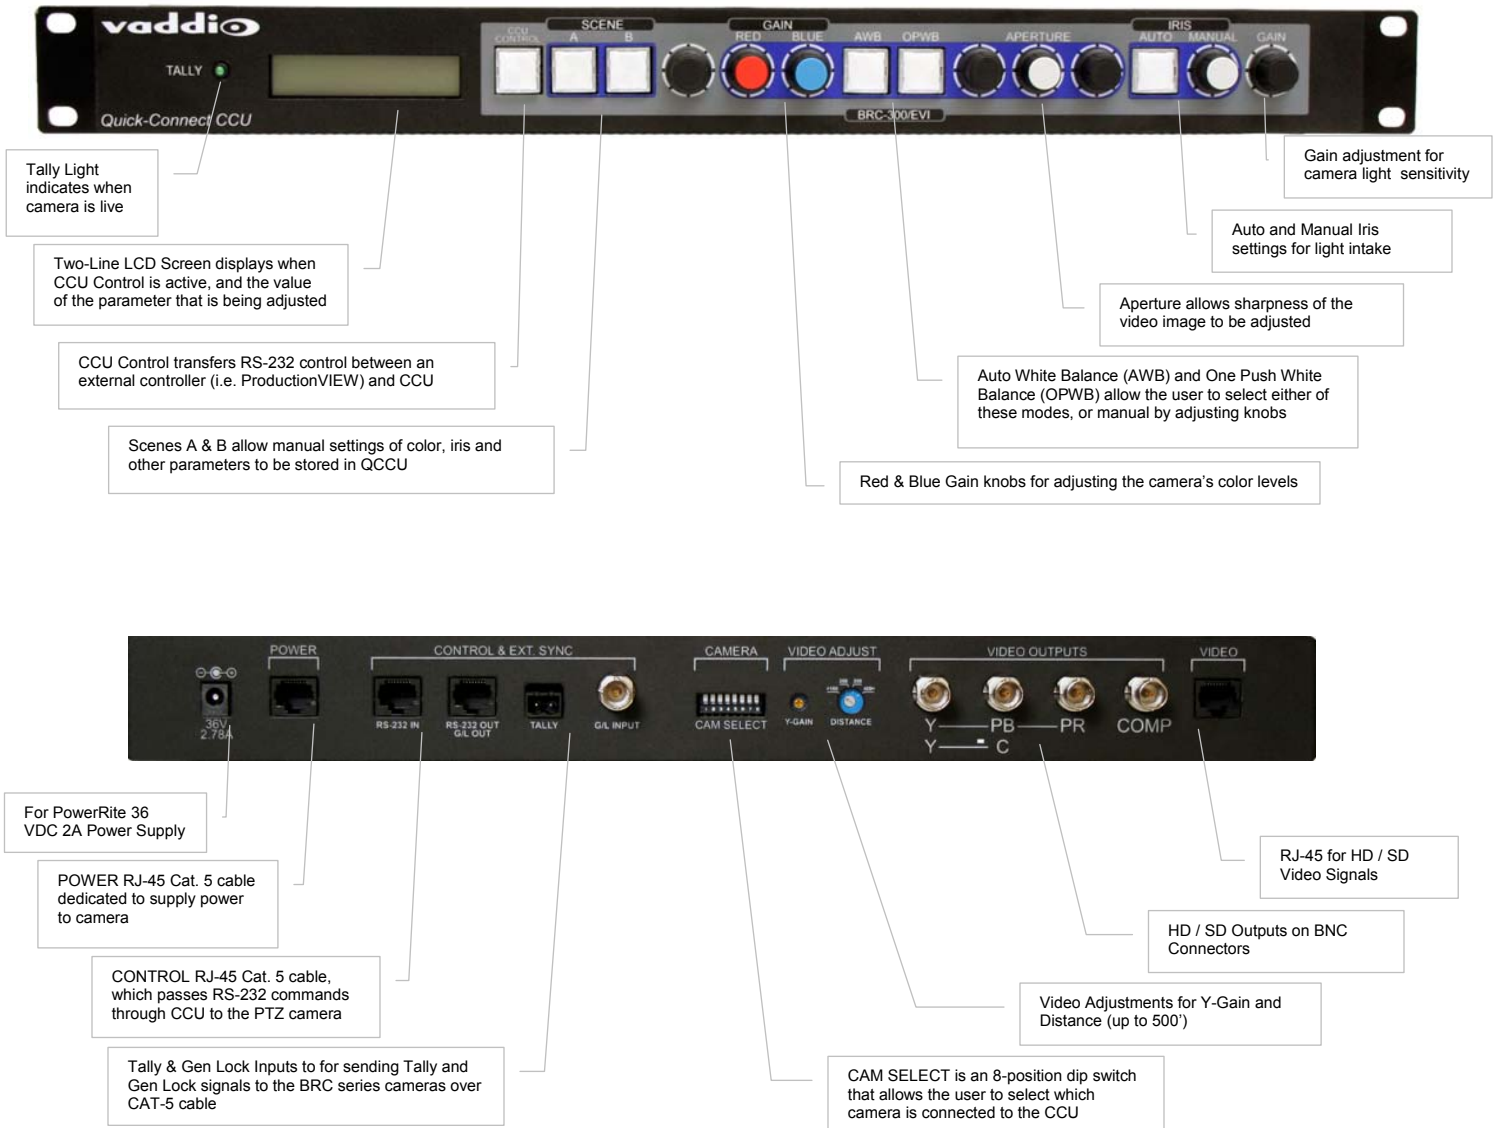 vaddio
TALLY
Quick-Connect CCU
CCU
CONTROL
SCENE
A B
GAIN
RED BLUE
AWB OPWB
APERTURE
IRIS
AUTO MANUAL
GAIN
BRC-300/EVI
Tally Light
indicates when
camera is live
Two-Line LCD Screen displays when
CCU Control is active, and the value
of the parameter that is being adjusted
CCU Control transfers RS-232 control between an
external controller (i.e. ProductionVIEW) and CCU
Scenes A & B allow manual settings of color, iris and
other parameters to be stored in QCCU
Gain adjustment for
camera light sensitivity
Auto and Manual Iris
settings for light intake
Aperture allows sharpness of the
video image to be adjusted
Auto White Balance (AWB) and One Push White
Balance (OPWB) allow the user to select either of
these modes, or manual by adjusting knobs
Red & Blue Gain knobs for adjusting the camera's color levels
36V
2.78A
POWER
CONTROL & EXT. SYNC
RS-232 IN
RS-232 OUT
G/L OUT
TALLY
G/L INPUT
CAMERA
CAM SELECT
VIDEO ADJUST
Y-GAIN
DISTANCE
VIDEO OUTPUTS
Y PB PR COMP
Y C
VIDEO
For PowerRite 36
VDC 2A Power Supply
POWER RJ-45 Cat. 5 cable
dedicated to supply power
to camera
CONTROL RJ-45 Cat. 5 cable,
which passes RS-232 commands
through CCU to the PTZ camera
Tally & Gen Lock Inputs to for sending Tally and
Gen Lock signals to the BRC series cameras over
CAT-5 cable
RJ-45 for HD / SD
Video Signals
HD / SD Outputs on BNC
Connectors
Video Adjustments for Y-Gain and
Distance (up to 500')
CAM SELECT is an 8-position dip switch
that allows the user to select which
camera is connected to the CCU